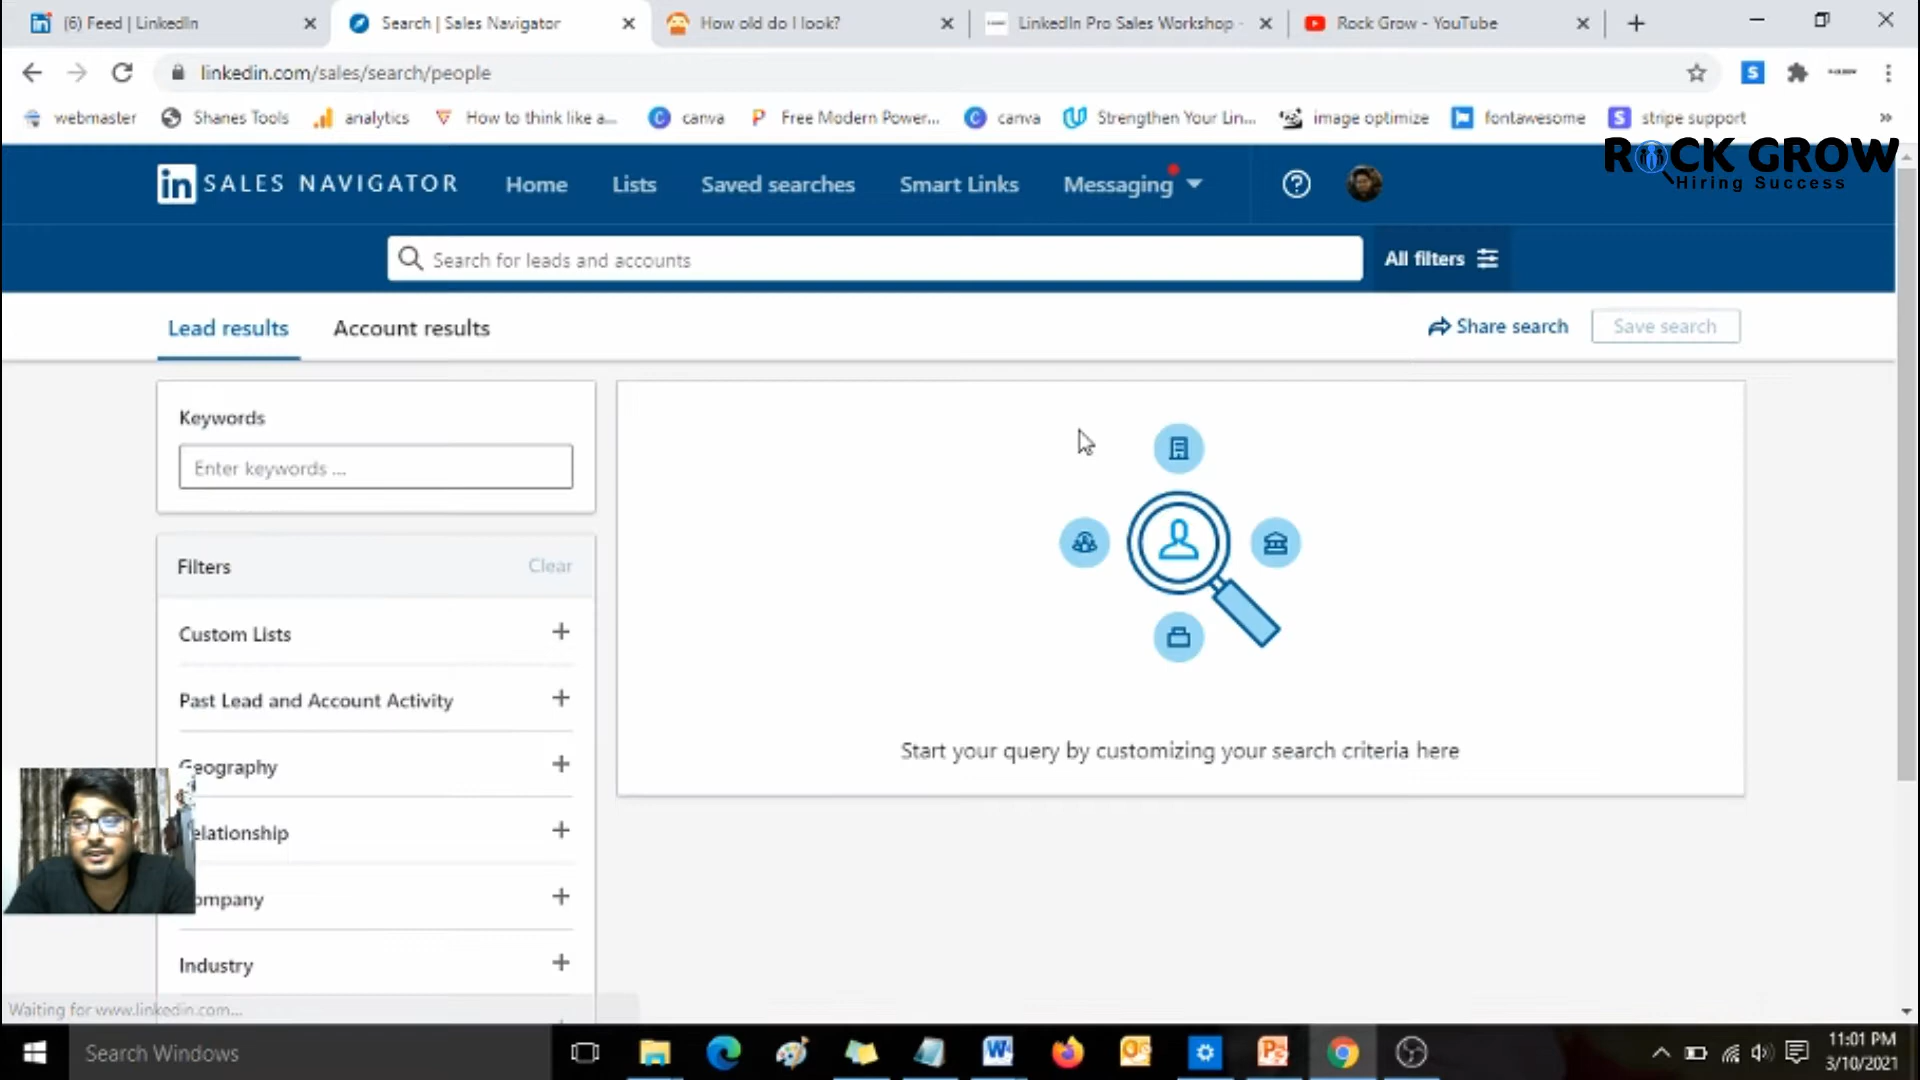 (6) Feed | LinkedIn
Search | Sales Navigator
How old do I look?
LinkedIn Pro Sales Workshop -
Rock Grow - YouTube
linkedin.com/sales/search/people
webmaster
Shanes Tools
analytics
How to think like a...
canva
Free Modern Power...
canva
Strengthen Your Lin...
image optimize
fontawesome
stripe support
»
ROCK GROW
Hiring Success
in SALES NAVIGATOR
Home
Lists
Saved searches
Smart Links
Messaging
Search for leads and accounts
All filters
Lead results
Account results
Share search
Save search
Keywords
Enter keywords ...
Filters
Clear
Custom Lists
Past Lead and Account Activity
Geography
elationship
ompany
Industry
Start your query by customizing your search criteria here
Waiting for www.linkedin.com...
Search Windows
11:01 PM
3/10/2021